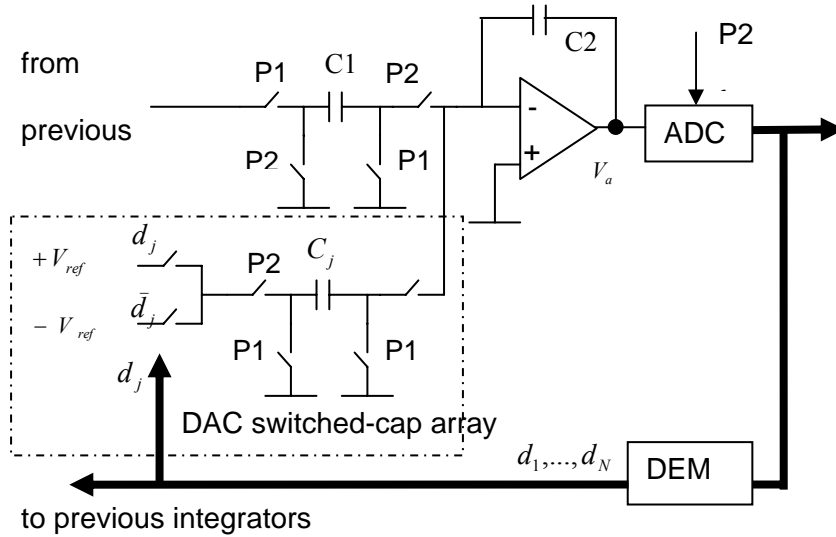 from
previous
P1
C1
P2
C2
P2
P2
P1
-
+
V_a
ADC
+V_ref
d_j
P2
C_j
− V_ref
d̄_j
P1
P1
d_j
DAC switched-cap array
d_1,...,d_N
DEM
to previous integrators